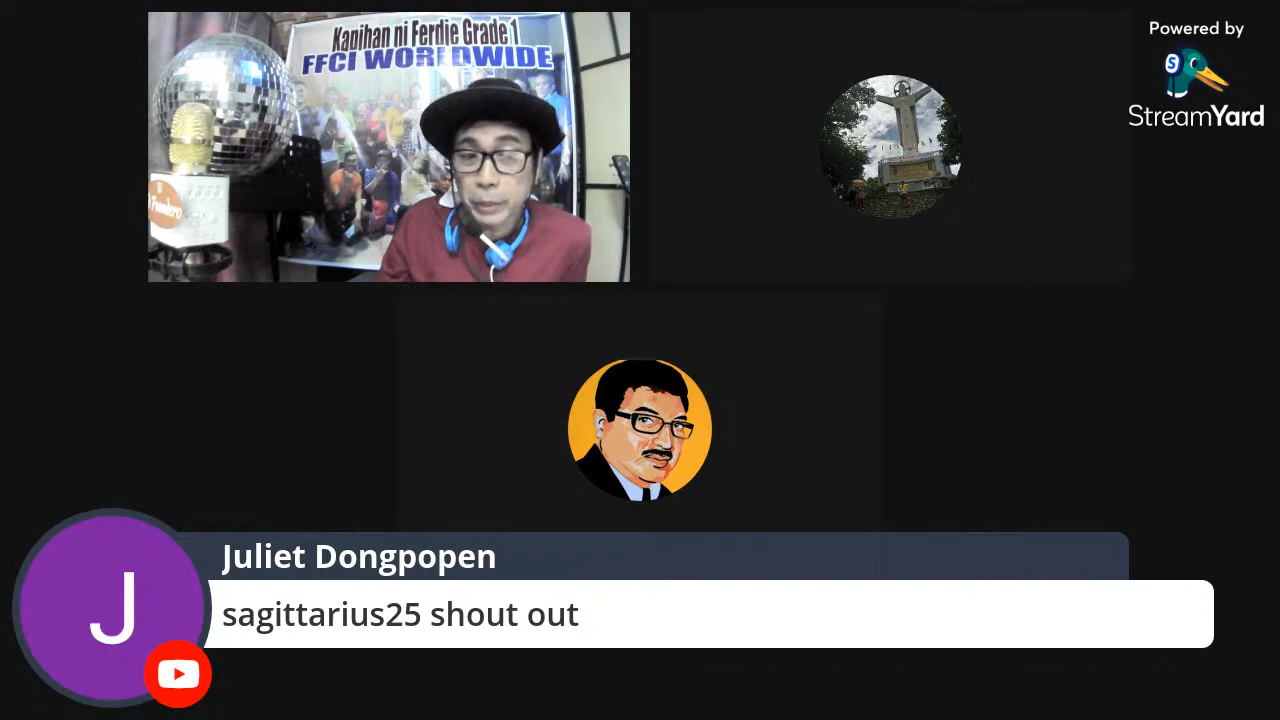 Kapihan ni Ferdie Grade 1
FFCI WORLDWIDE
Powered by
S
StreamYard
J
Juliet Dongpopen
sagittarius25 shout out